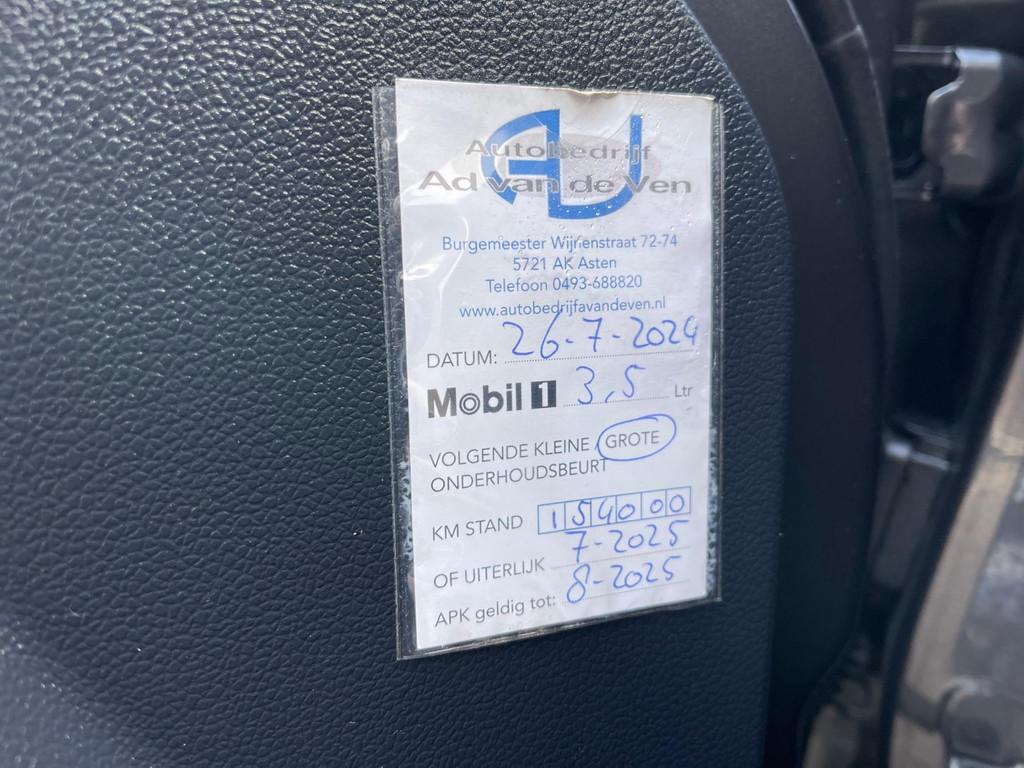 Autobedrijf
Ad van de Ven
Burgemeester Wijnenstraat 72-74
5721 AK Asten
Telefoon 0493-688820
www.autobedrijfavandeven.nl
DATUM: 26-7-2024
Mobil 1 3,5 Ltr
VOLGENDE KLEINE / GROTE
ONDERHOUDSBEURT
KM STAND 154000
OF UITERLIJK 7-2025
APK geldig tot: 8-2025